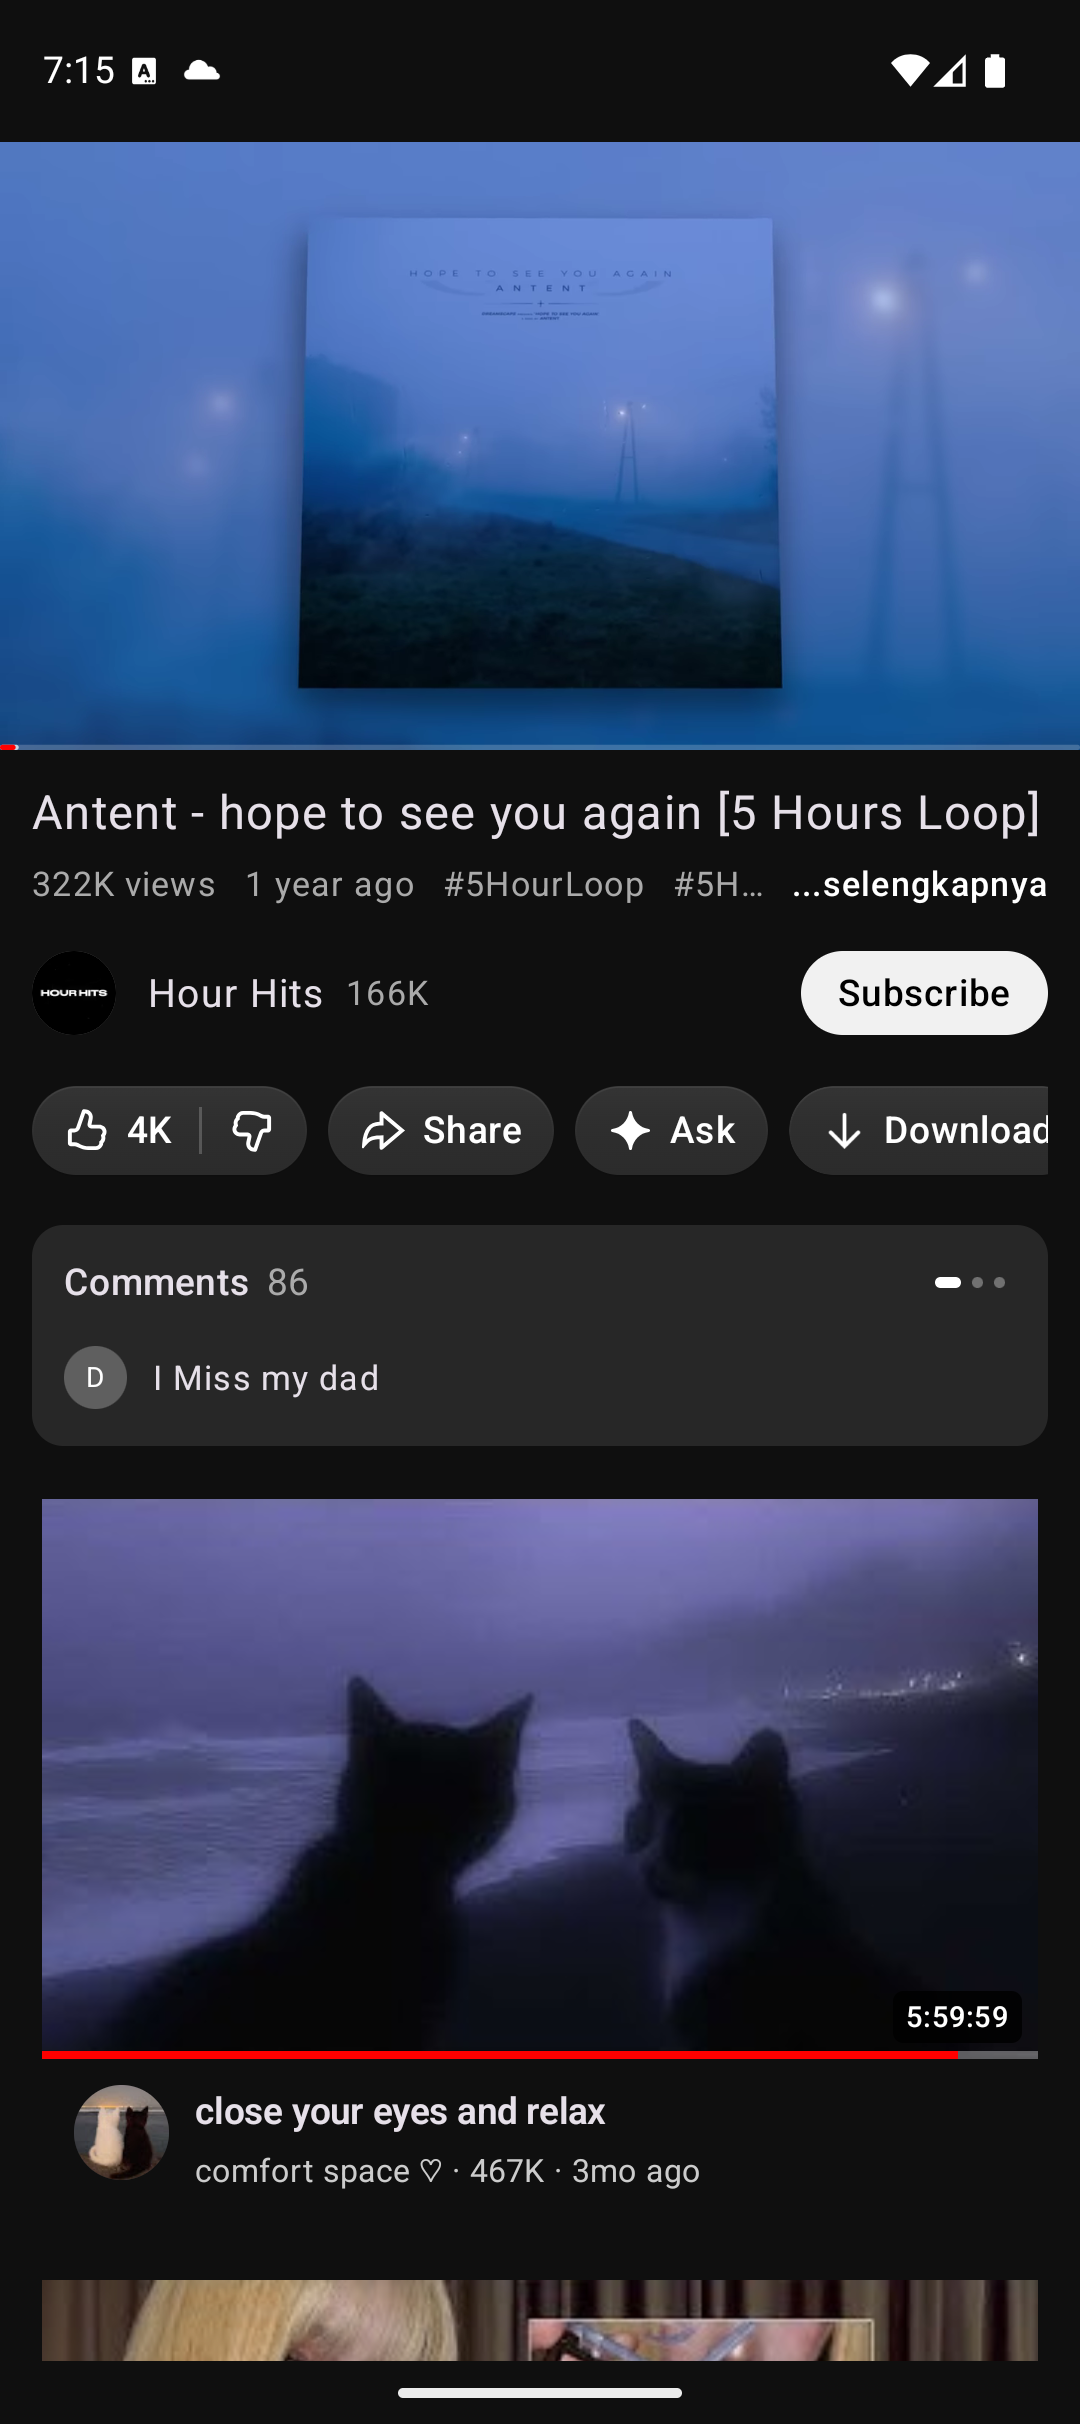 7:15
HOPE TO SEE YOU AGAIN
ANTENT
Antent - hope to see you again [5 Hours Loop]
322K views 1 year ago #5HourLoop #5H... ...selengkapnya
HOUR HITS
Hour Hits 166K
Subscribe
4K
Share
Ask
Download
Comments 86
D
I Miss my dad
5:59:59
close your eyes and relax
comfort space ♡ · 467K · 3mo ago